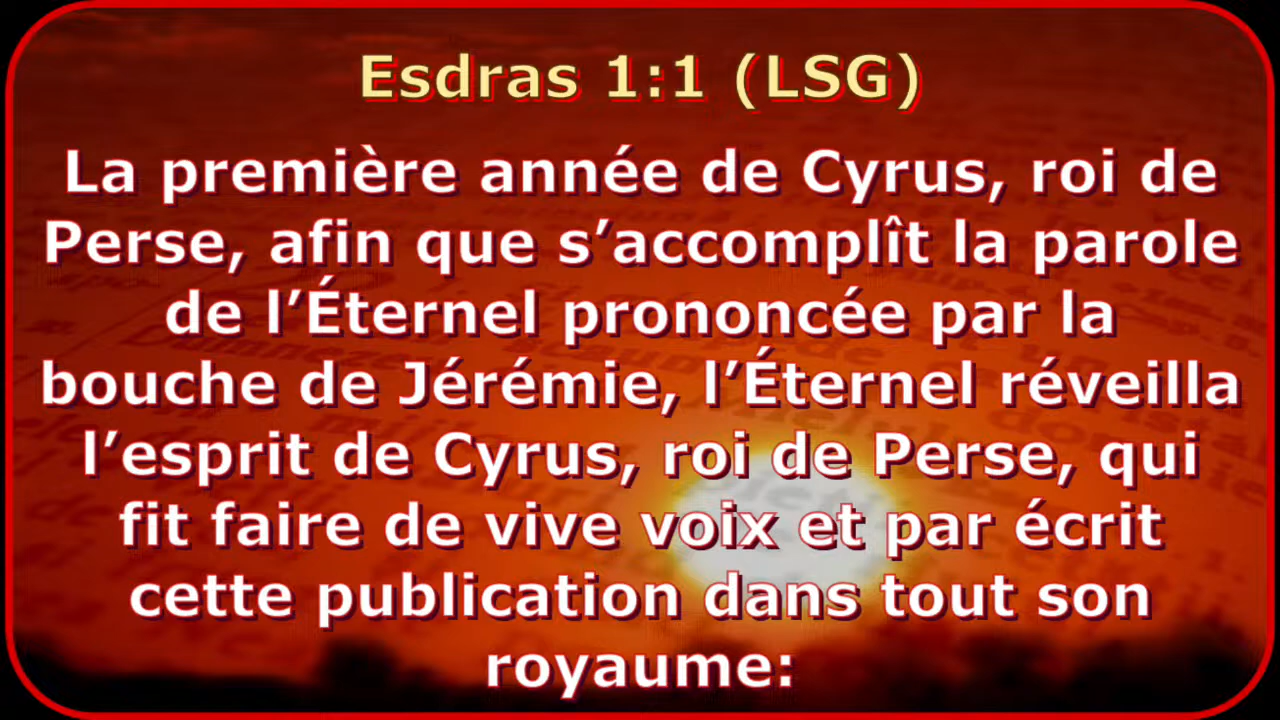 Esdras 1:1 (LSG)
La première année de Cyrus, roi de
Perse, afin que s’accomplît la parole
de l’Éternel prononcée par la
bouche de Jérémie, l’Éternel réveilla
l’esprit de Cyrus, roi de Perse, qui
fit faire de vive voix et par écrit
cette publication dans tout son
royaume: